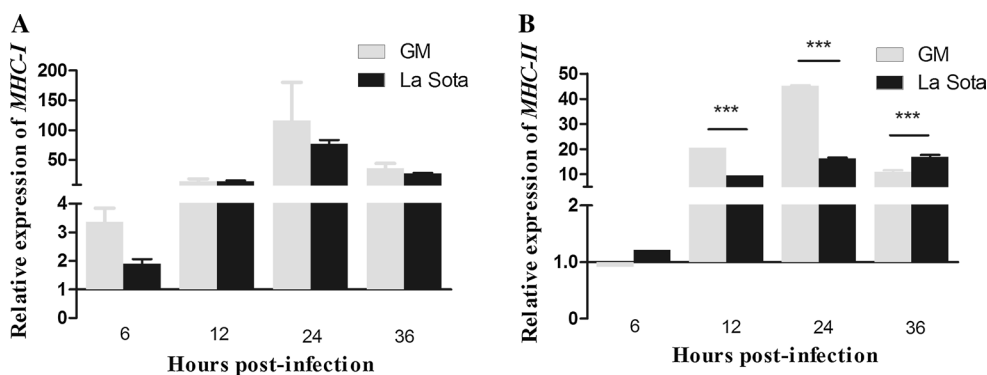 A
GM
La Sota
Relative expression of MHC-I
200
150
100
50
4
3
2
1
0
6 12 24 36
Hours post-infection
B
GM
La Sota
Relative expression of MHC-II
50
40
30
20
10
2
1.0
0
***
***
***
6 12 24 36
Hours post-infection